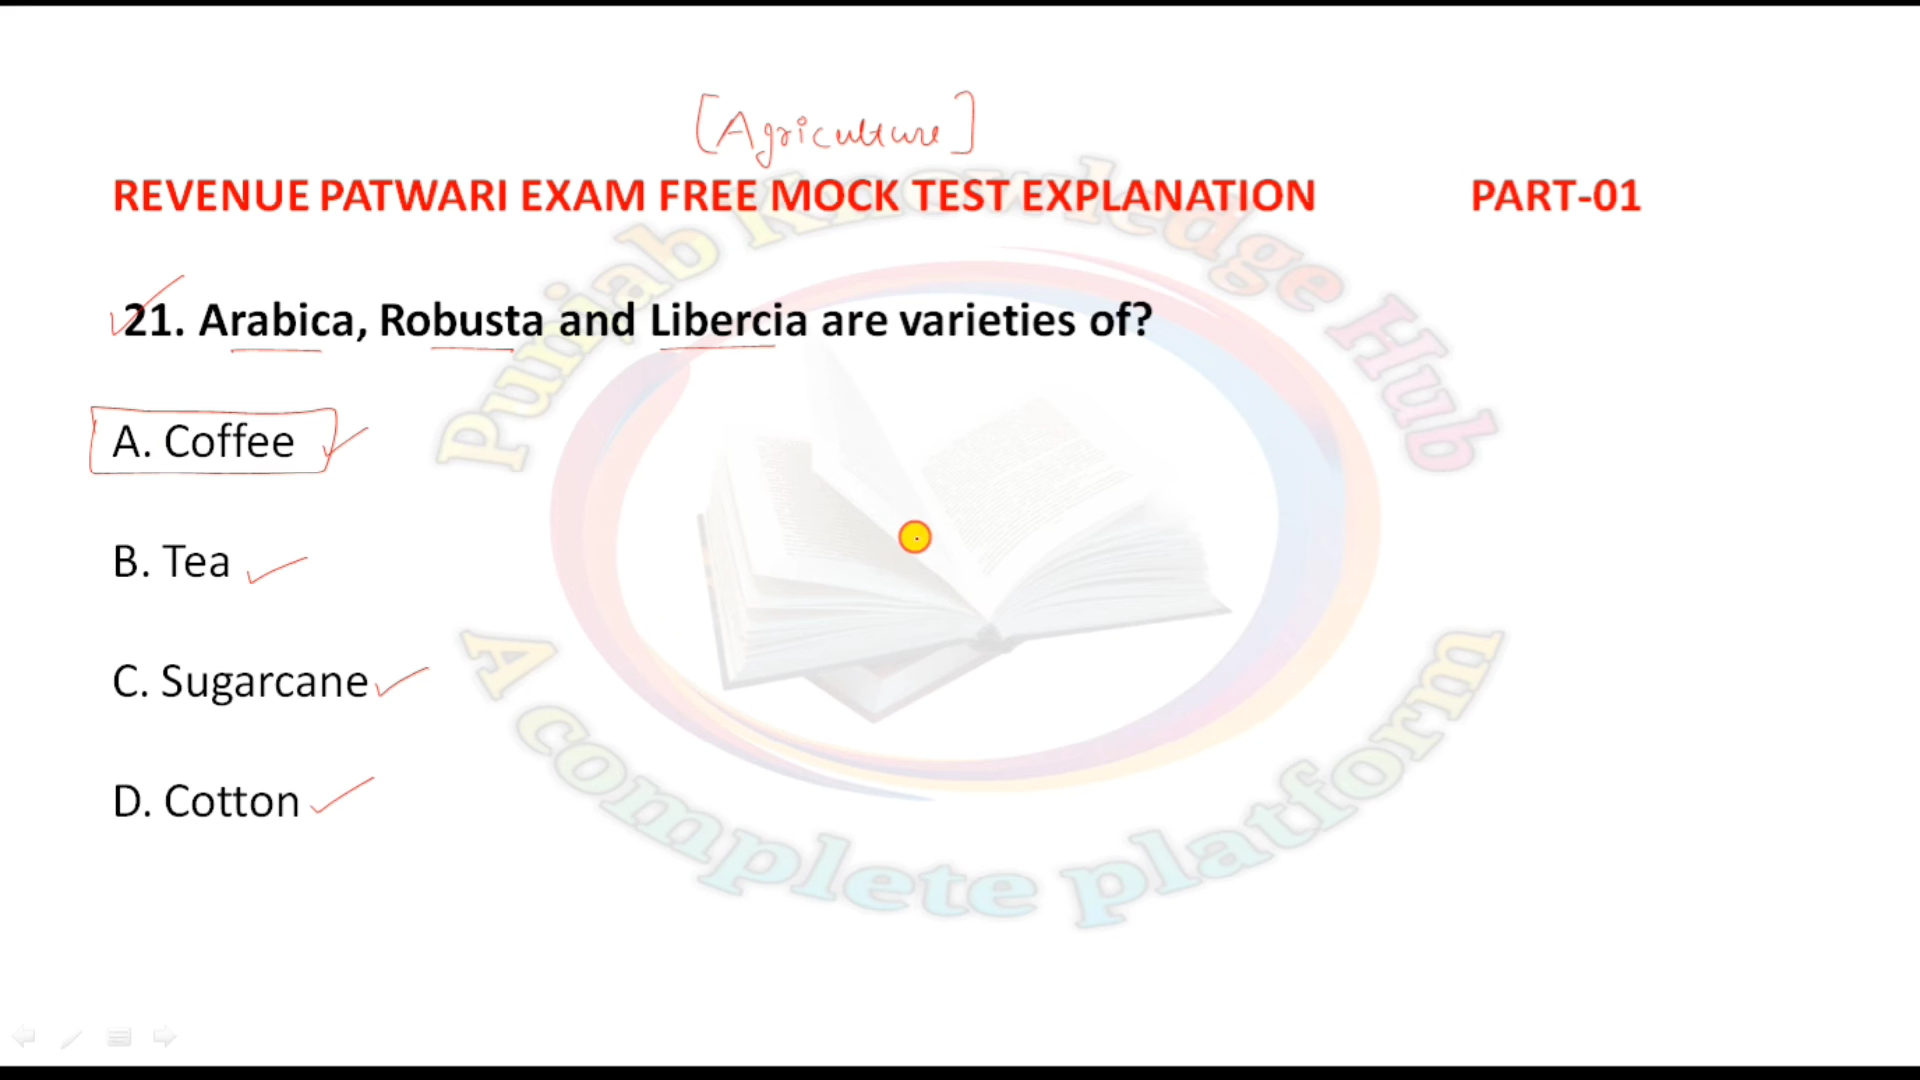 [Agriculture]
REVENUE PATWARI EXAM FREE MOCK TEST EXPLANATION PART-01
21. Arabica, Robusta and Libercia are varieties of?
A. Coffee
B. Tea
C. Sugarcane
D. Cotton
Punjab Knowledge Hub
A complete platform